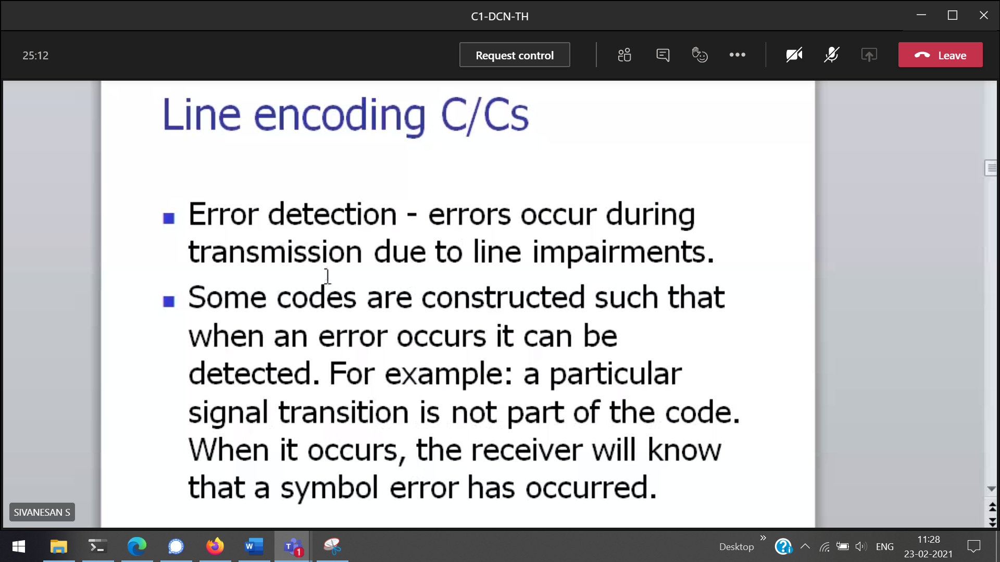 C1-DCN-TH
25:12
Request control
Leave
Line encoding C/Cs
Error detection - errors occur during
transmission due to line impairments.
Some codes are constructed such that
when an error occurs it can be
detected. For example: a particular
signal transition is not part of the code.
When it occurs, the receiver will know
that a symbol error has occurred.
SIVANESAN S
Desktop
ENG
11:28
23-02-2021
1